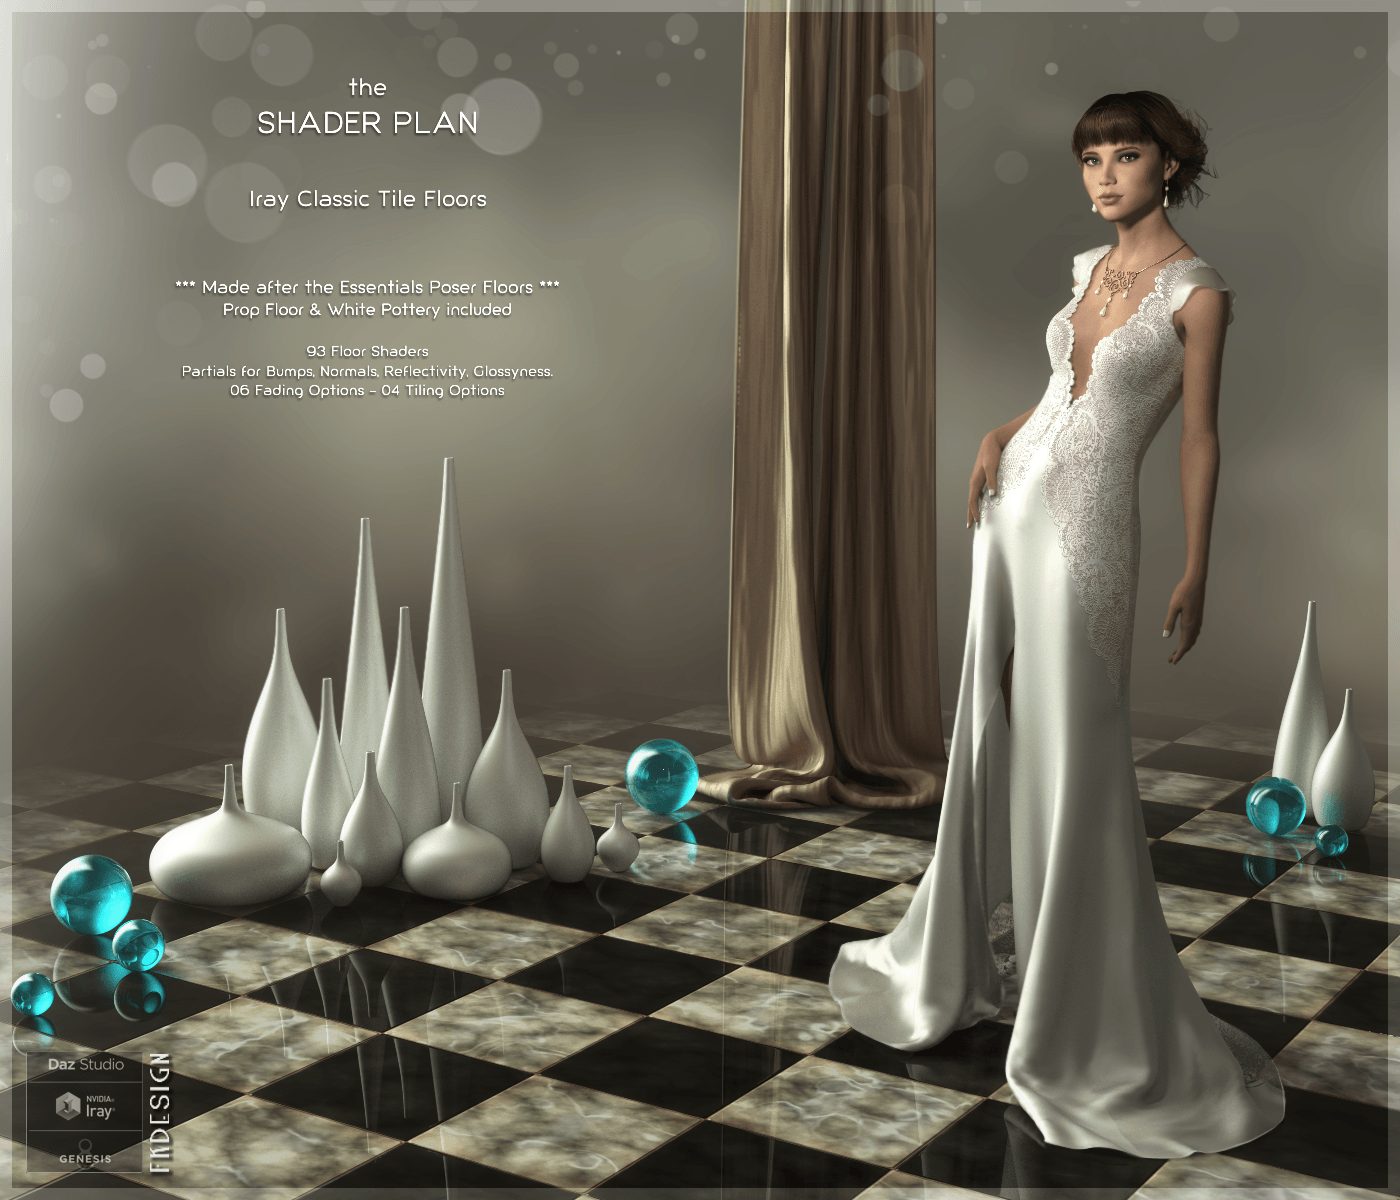 the
SHADER PLAN
Iray Classic Tile Floors
*** Made after the Essentials Poser Floors ***
Prop Floor & White Pottery included
93 Floor Shaders
Partials for Bumps, Normals, Reflectivity, Glossyness.
06 Fading Options - 04 Tiling Options
Daz Studio
NVIDIA
Iray
GENESIS
FKDESIGN